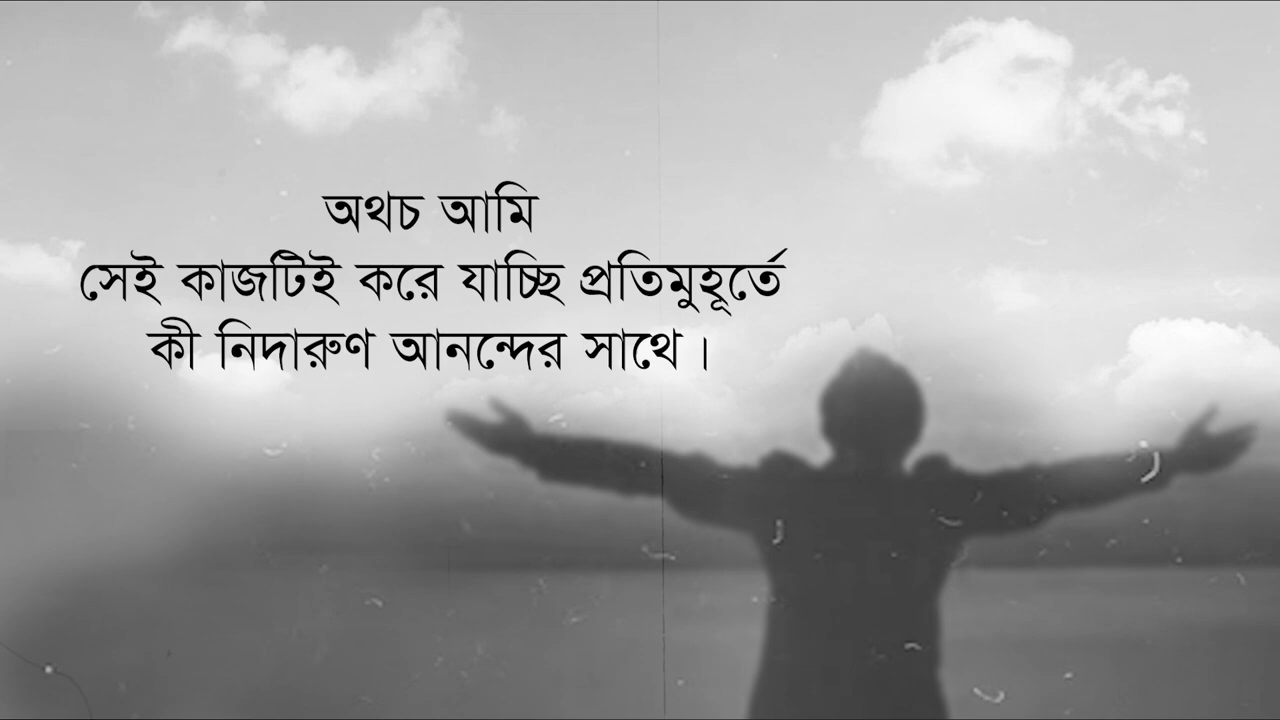 অথচ আমি
সেই কাজটিই করে যাচ্ছি প্রতিমুহূর্তে
কী নিদারুণ আনন্দের সাথে।